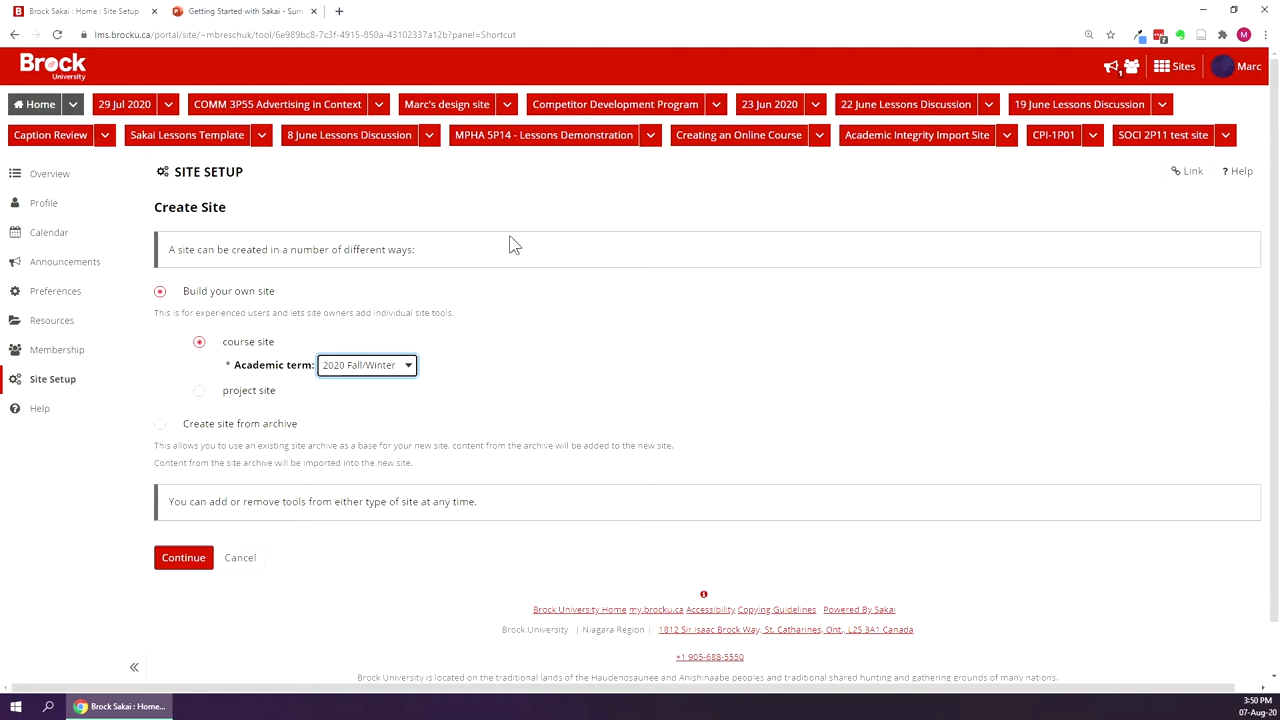 Brock Sakai : Home : Site Setup
Getting Started with Sakai - Sum
lms.brocku.ca/portal/site/~mbreschuk/tool/6e989bc8-7c3f-4915-850a-43102337a12b?panel=Shortcut
Brock University
1
Sites
Marc
Home
29 Jul 2020
COMM 3P55 Advertising in Context
Marc's design site
Competitor Development Program
23 Jun 2020
22 June Lessons Discussion
19 June Lessons Discussion
Caption Review
Sakai Lessons Template
8 June Lessons Discussion
MPHA 5P14 - Lessons Demonstration
Creating an Online Course
Academic Integrity Import Site
CPI-1P01
SOCI 2P11 test site
Overview
Profile
Calendar
Announcements
Preferences
Resources
Membership
Site Setup
Help
SITE SETUP
Link
? Help
Create Site
A site can be created in a number of different ways:
Build your own site
This is for experienced users and lets site owners add individual site tools.
course site
* Academic term: 2020 Fall/Winter
project site
Create site from archive
This allows you to use an existing site archive as a base for your new site. content from the archive will be added to the new site.
Content from the site archive will be imported into the new site.
You can add or remove tools from either type of site at any time.
Continue
Cancel
Brock University Home my.brocku.ca Accessibility Copying Guidelines Powered By Sakai
Brock University | Niagara Region | 1812 Sir Isaac Brock Way, St. Catharines, Ont., L2S 3A1 Canada
+1 905-688-5550
Brock University is located on the traditional lands of the Haudenosaunee and Anishinaabe peoples and traditional shared hunting and gathering grounds of many nations.
Brock Sakai : Home...
3:50 PM
07-Aug-20